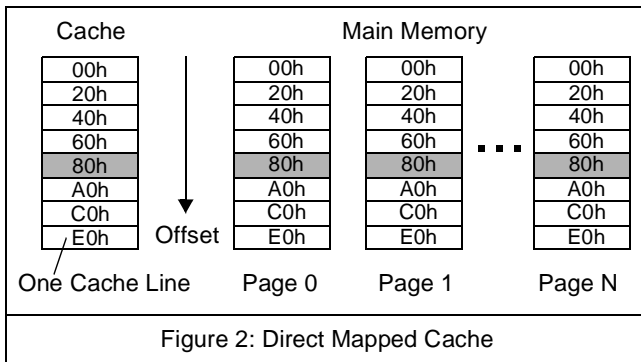 Cache Main Memory
00h 00h 00h 00h
20h 20h 20h 20h
40h 40h 40h 40h
60h 60h 60h 60h
80h 80h 80h 80h
A0h A0h A0h A0h
C0h C0h C0h C0h
E0h Offset E0h E0h E0h
One Cache Line Page 0 Page 1 Page N
Figure 2: Direct Mapped Cache